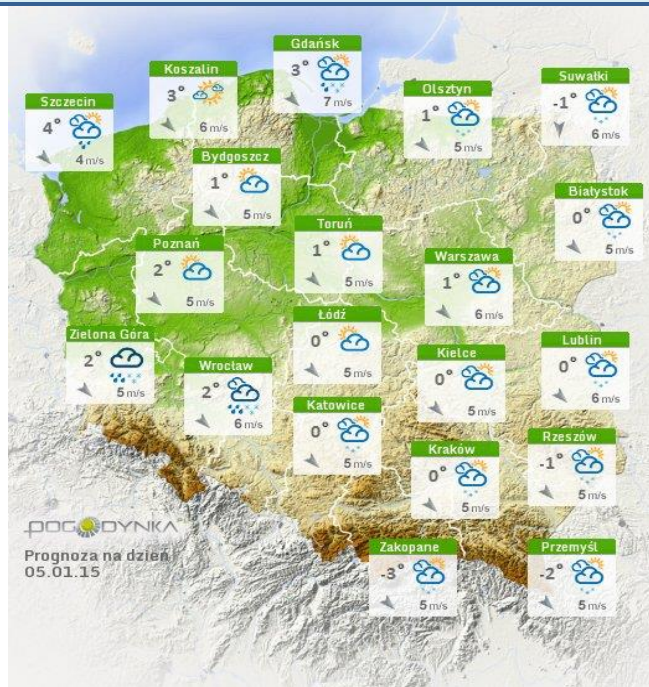 Gdańsk
3°
7 m/s
Koszalin
3°
6 m/s
Szczecin
4°
4 m/s
Olsztyn
1°
5 m/s
Suwałki
-1°
6 m/s
Bydgoszcz
1°
5 m/s
Białystok
0°
5 m/s
Toruń
1°
5 m/s
Poznań
2°
5 m/s
Warszawa
1°
6 m/s
Łódź
0°
5 m/s
Zielona Góra
2°
5 m/s
Wrocław
2°
6 m/s
Kielce
0°
5 m/s
Lublin
0°
6 m/s
Katowice
0°
5 m/s
Kraków
0°
5 m/s
Rzeszów
-1°
5 m/s
POGODYNKA
Prognoza na dzień
05.01.15
Zakopane
-3°
5 m/s
Przemyśl
-2°
5 m/s